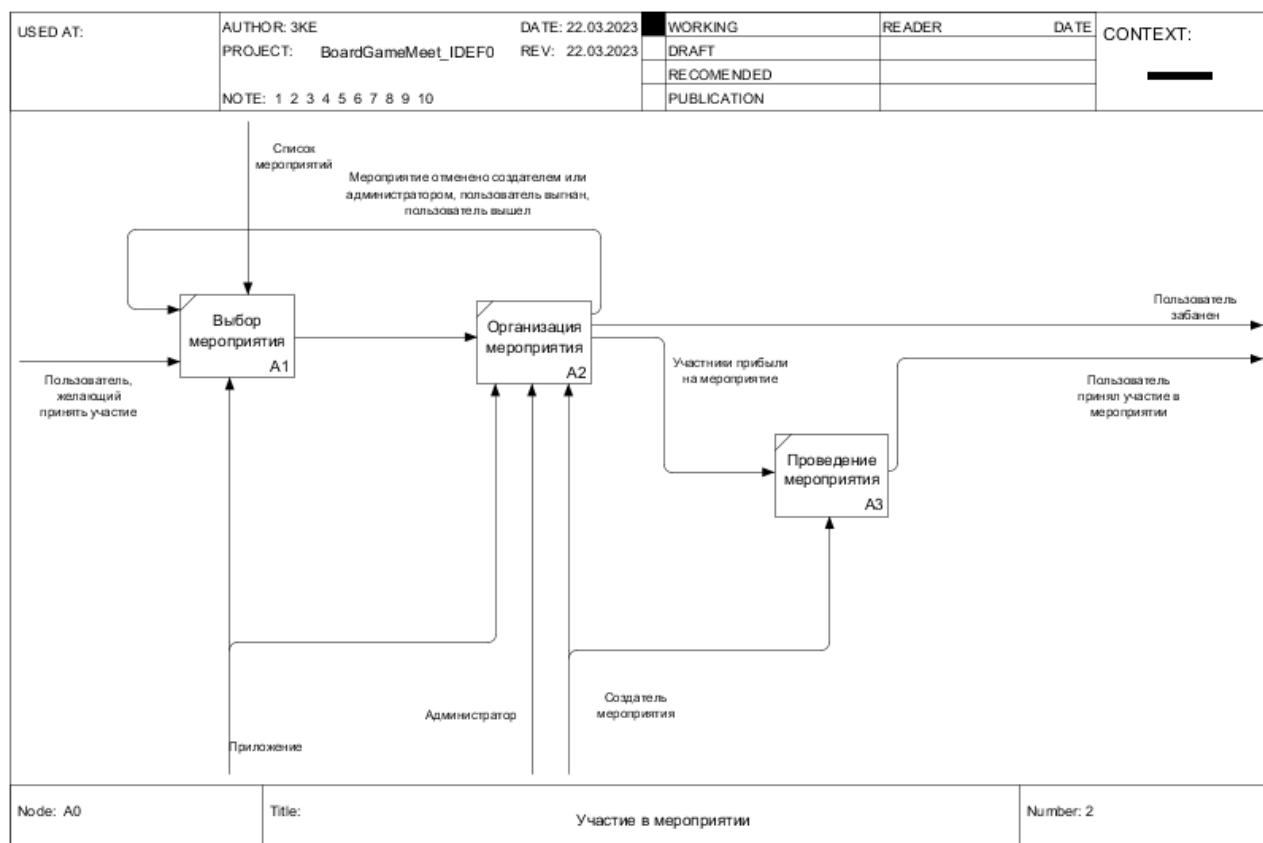 USED AT:
AUTHOR: 3KE
DATE: 22.03.2023
PROJECT: BoardGameMeet_IDEF0
REV: 22.03.2023
NOTE: 1 2 3 4 5 6 7 8 9 10
WORKING
DRAFT
RECOMENDED
PUBLICATION
READER
DATE
CONTEXT:
Список
мероприятий
Мероприятие отменено создателем или
администратором, пользователь выгнан,
пользователь вышел
Выбор
мероприятия
A1
Организация
мероприятия
A2
Пользователь
забанен
Пользователь,
желающий
принять участие
Участники прибыли
на мероприятие
Пользователь
принял участие в
мероприятии
Проведение
мероприятия
A3
Создатель
мероприятия
Администратор
Приложение
Node: A0
Title:
Участие в мероприятии
Number: 2